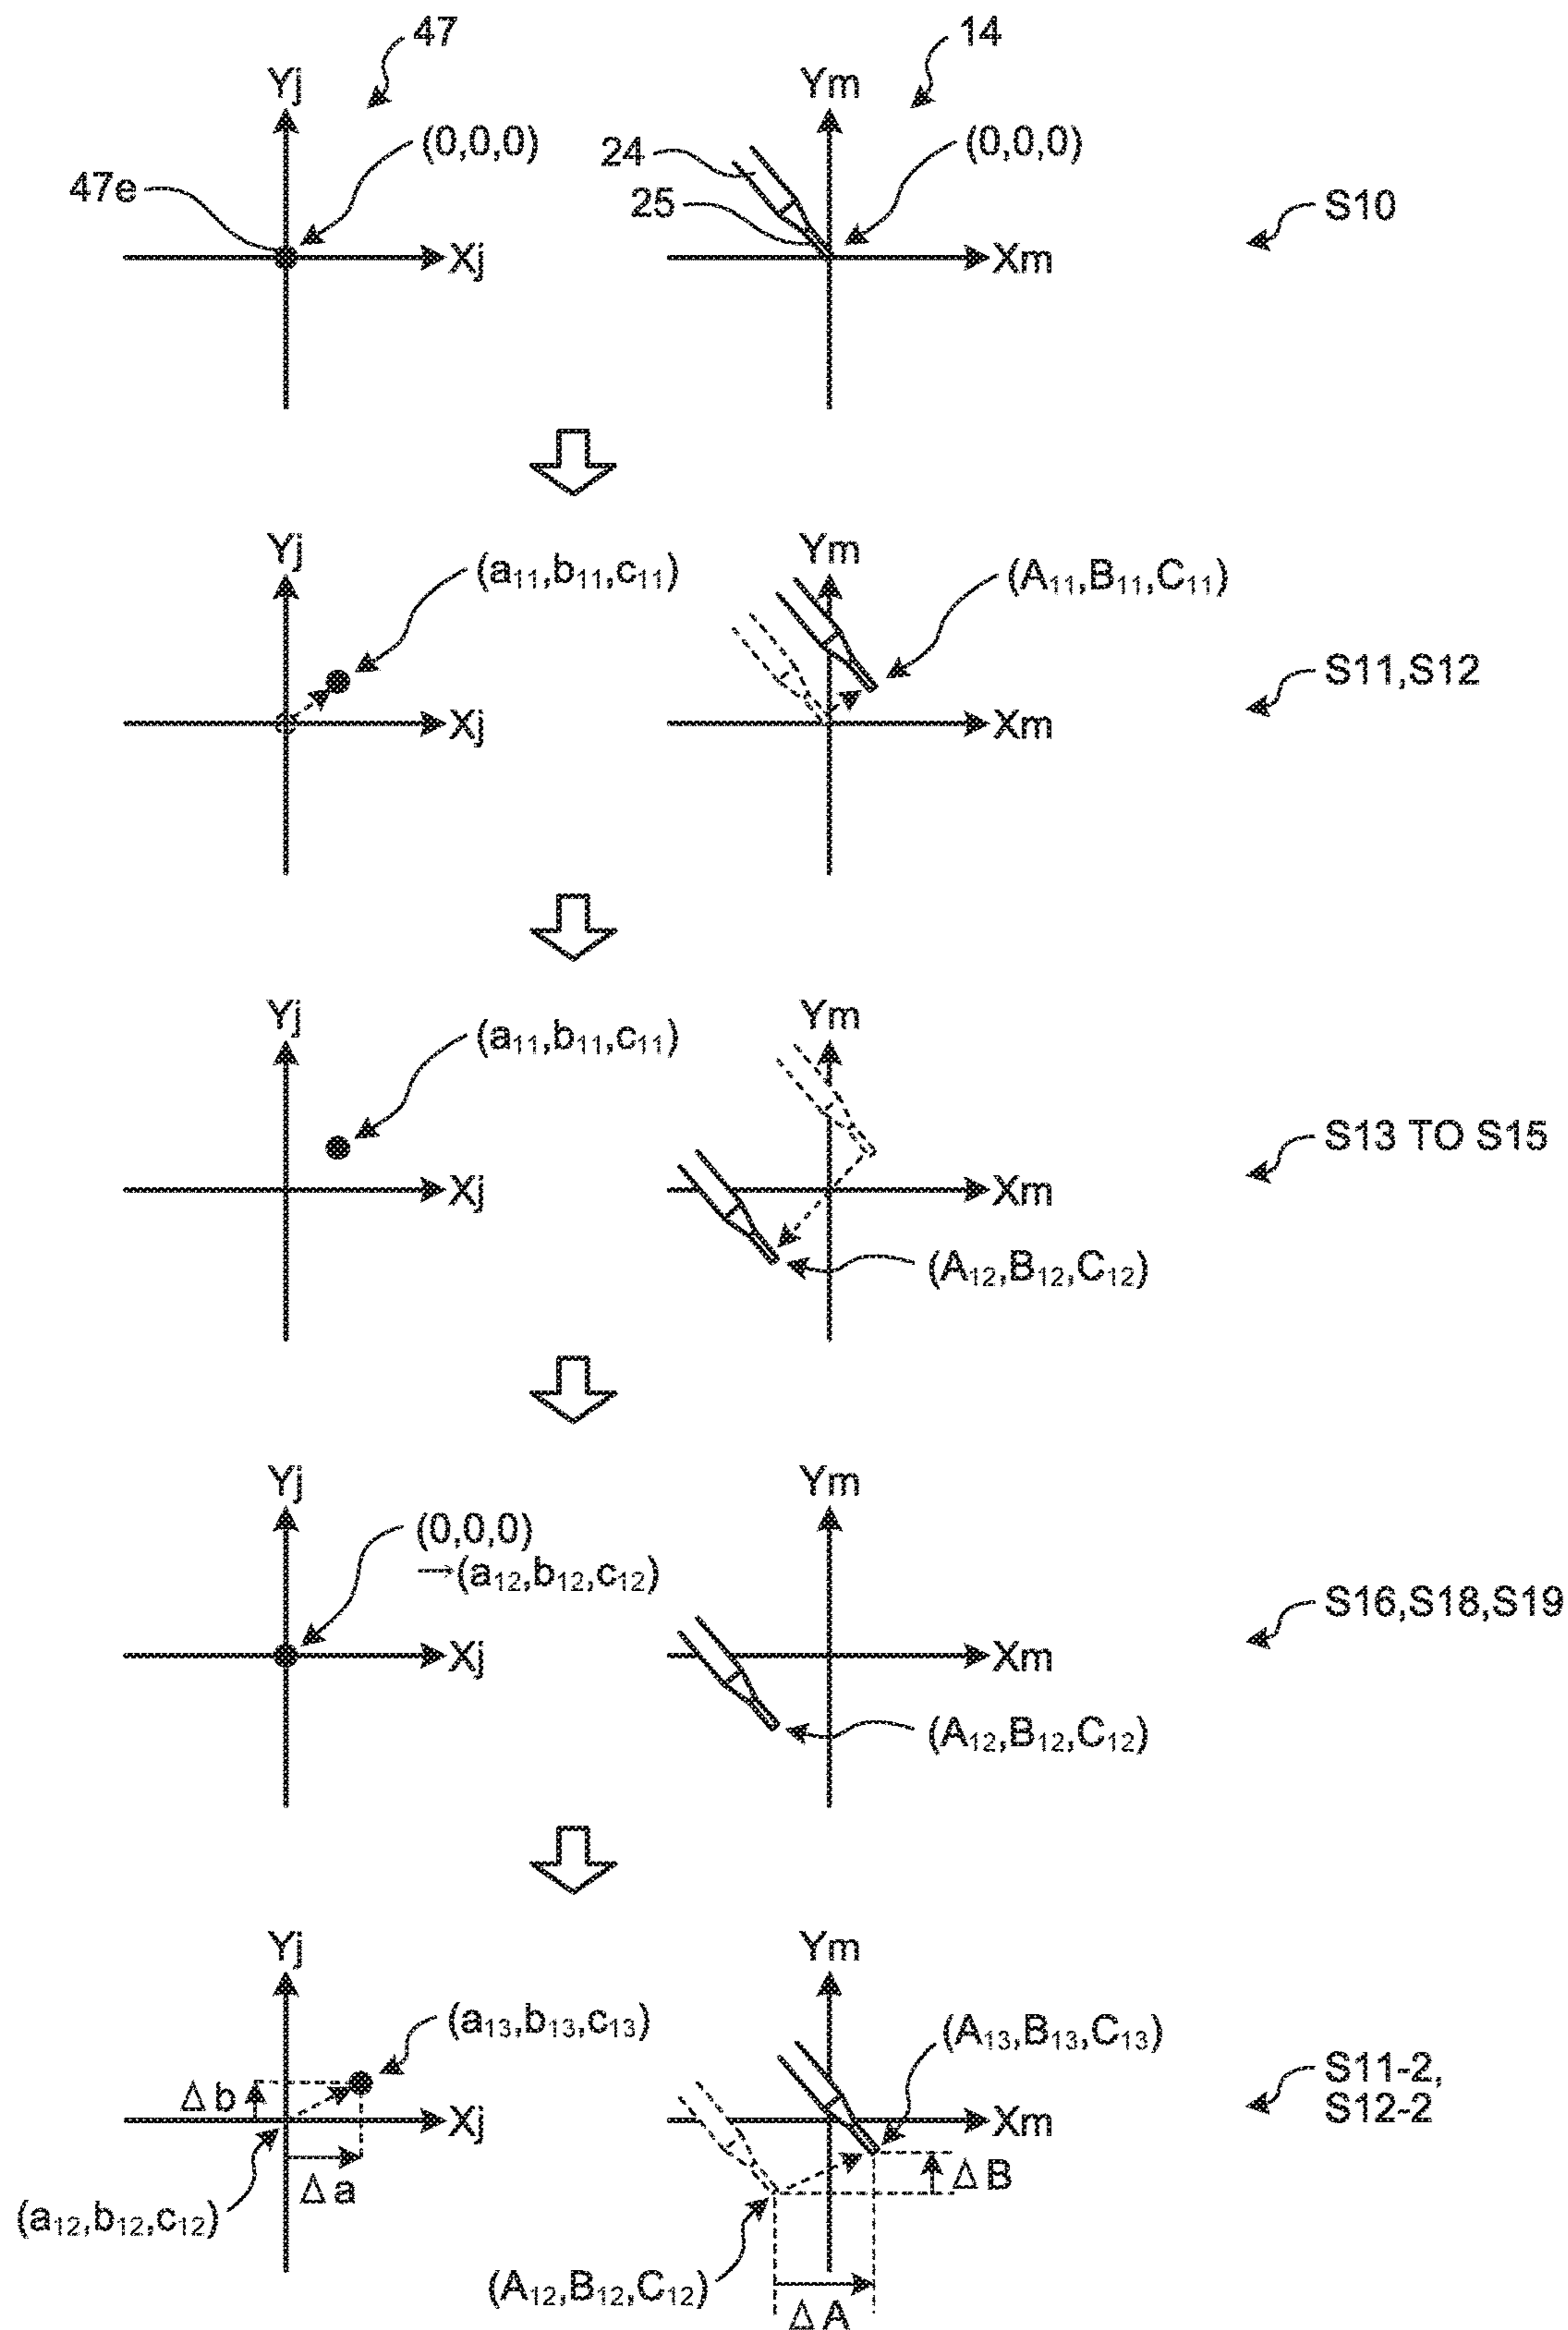 47
14
Yj
Ym
(0,0,0)
24
(0,0,0)
47e
25
S10
Xj
Xm
Yj
Ym
(a₁₁,b₁₁,c₁₁)
(A₁₁,B₁₁,C₁₁)
S11,S12
Xj
Xm
Yj
Ym
(a₁₁,b₁₁,c₁₁)
S13 TO S15
Xj
Xm
(A₁₂,B₁₂,C₁₂)
Yj
Ym
(0,0,0)
→(a₁₂,b₁₂,c₁₂)
S16,S18,S19
Xj
Xm
(A₁₂,B₁₂,C₁₂)
Yj
Ym
(a₁₃,b₁₃,c₁₃)
(A₁₃,B₁₃,C₁₃)
S11-2,
S12-2
Δb
Xj
Xm
Δa
ΔB
(a₁₂,b₁₂,c₁₂)
(A₁₂,B₁₂,C₁₂)
ΔA